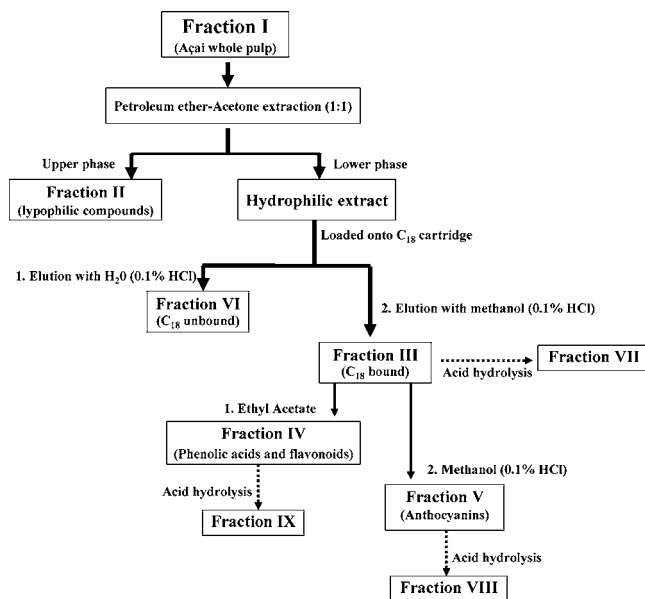 Fraction I
(Açai whole pulp)
Petroleum ether-Acetone extraction (1:1)
Upper phase
Lower phase
Fraction II
(lypophilic compounds)
Hydrophilic extract
Loaded onto C18 cartridge
1. Elution with H20 (0.1% HCl)
Fraction VI
(C18 unbound)
2. Elution with methanol (0.1% HCl)
Fraction III
(C18 bound)
Acid hydrolysis
Fraction VII
1. Ethyl Acetate
Fraction IV
(Phenolic acids and flavonoids)
Acid hydrolysis
Fraction IX
2. Methanol (0.1% HCl)
Fraction V
(Anthocyanins)
Acid hydrolysis
Fraction VIII